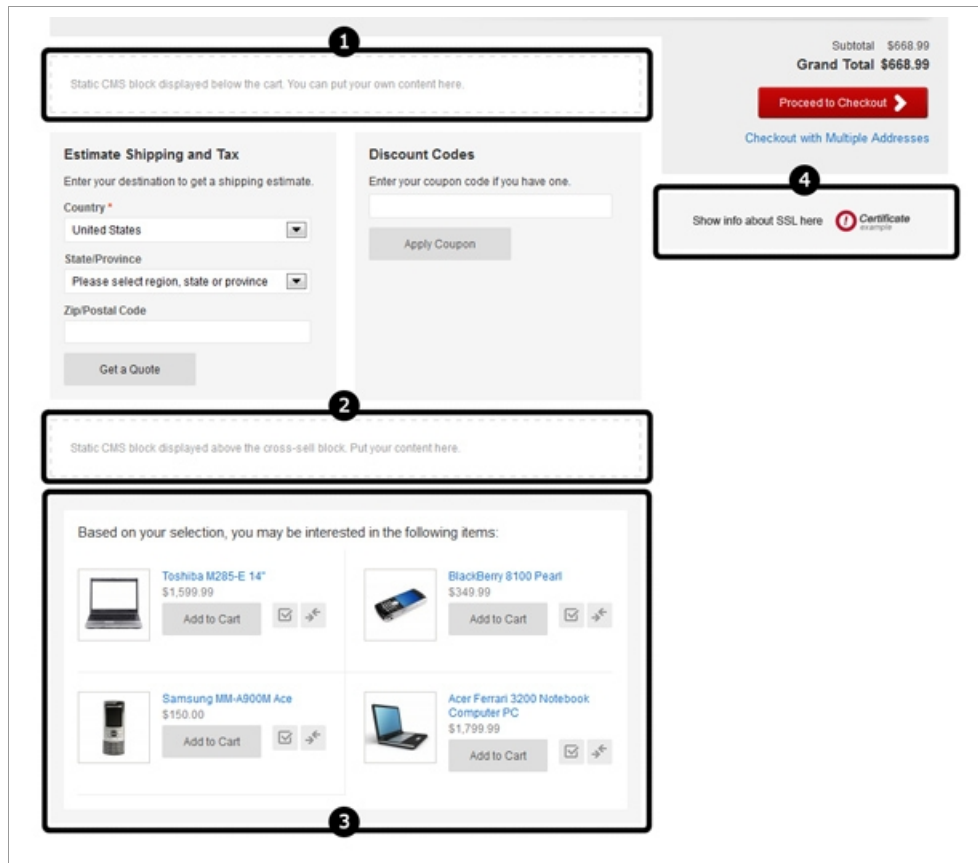 1
Static CMS block displayed below the cart. You can put your own content here.
Subtotal $668.99
Grand Total $668.99
Proceed to Checkout
Checkout with Multiple Addresses
4
Show info about SSL here
Certificate
example
Estimate Shipping and Tax
Enter your destination to get a shipping estimate.
Country *
United States
State/Province
Please select region, state or province
Zip/Postal Code
Get a Quote
Discount Codes
Enter your coupon code if you have one.
Apply Coupon
2
Static CMS block displayed above the cross-sell block. Put your content here.
Based on your selection, you may be interested in the following items:
Toshiba M285-E 14"
$1,599.99
Add to Cart
BlackBerry 8100 Pearl
$349.99
Add to Cart
Samsung MM-A900M Ace
$150.00
Add to Cart
Acer Ferrari 3200 Notebook
Computer PC
$1,799.99
Add to Cart
3